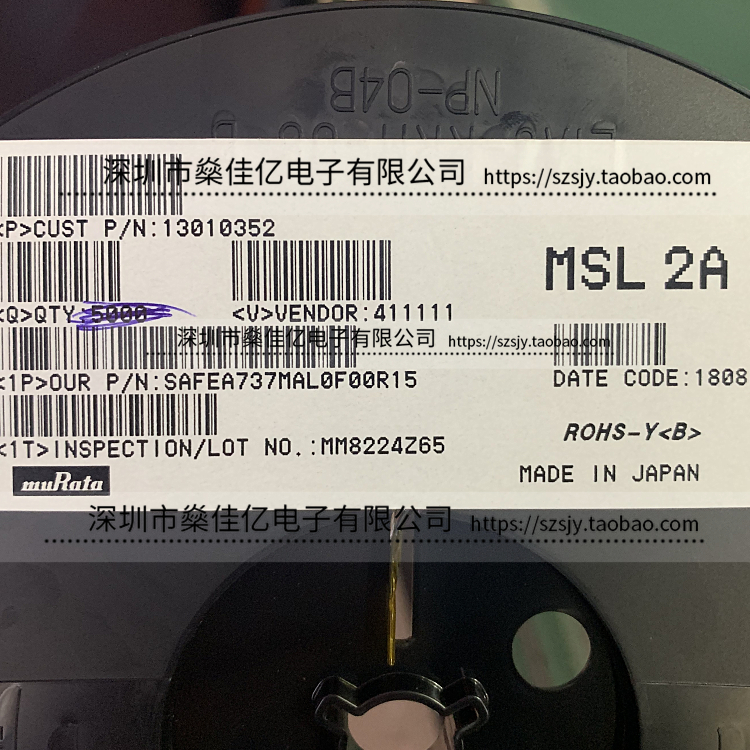 NP-04B
深圳市燊佳亿电子有限公司 https://szsjy.taobao.com
<P>CUST P/N:13010352
MSL 2A
<Q>QTY:5000 <V>VENDOR:411111
深圳市燊佳亿电子有限公司 https://szsjy.taobao.com
<1P>OUR P/N:SAFEA737MAL0F00R15 DATE CODE:1808
ROHS-Y<B>
<1T>INSPECTION/LOT NO.:MM8224Z65
MADE IN JAPAN
muRata
深圳市燊佳亿电子有限公司 https://szsjy.taobao.com